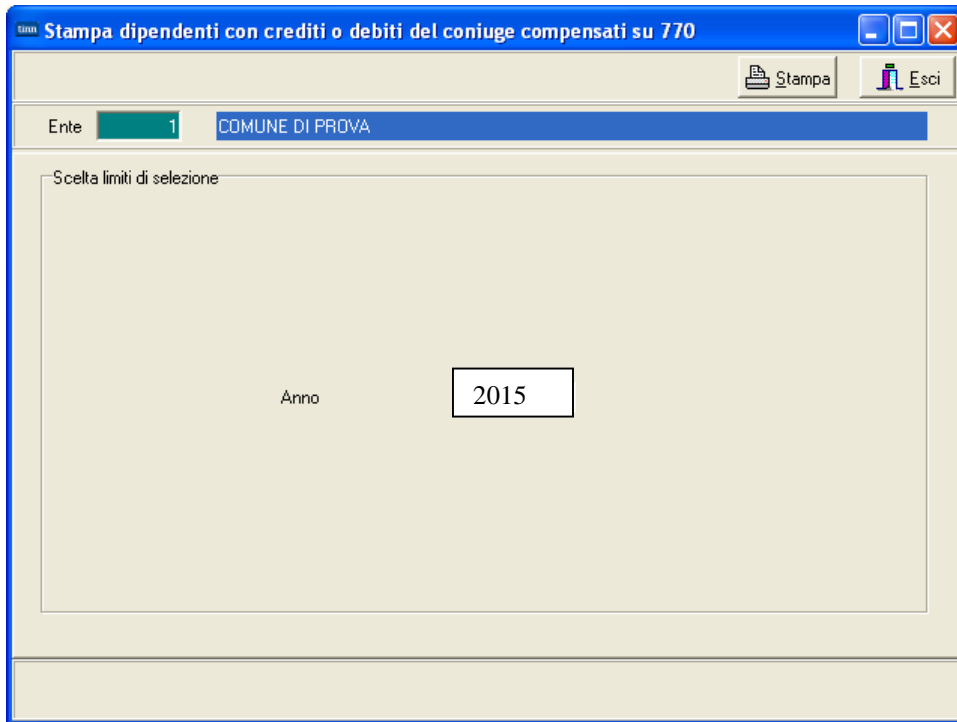 tinn Stampa dipendenti con crediti o debiti del coniuge compensati su 770
Stampa Esci
Ente 1 COMUNE DI PROVA
Scelta limiti di selezione
Anno 2015